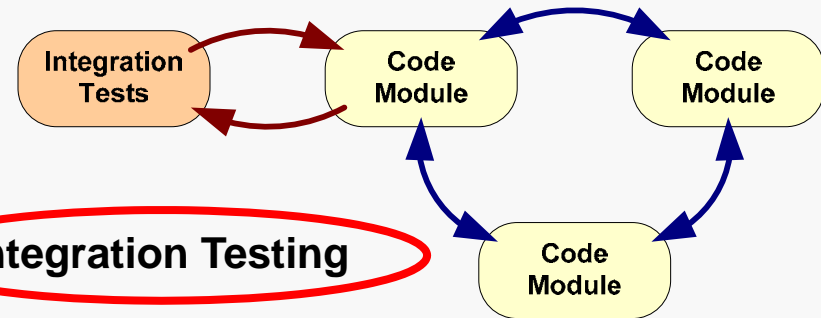 Integration
Tests
Code
Module
Code
Module
ntegration Testing
Code
Module